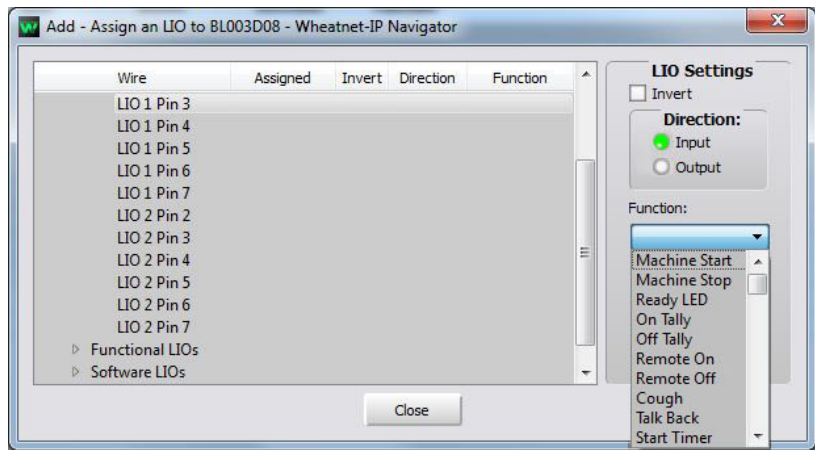 Add - Assign an LIO to BL003D08 - Wheatnet-IP Navigator
Wire Assigned Invert Direction Function
LIO 1 Pin 3
LIO 1 Pin 4
LIO 1 Pin 5
LIO 1 Pin 6
LIO 1 Pin 7
LIO 2 Pin 2
LIO 2 Pin 3
LIO 2 Pin 4
LIO 2 Pin 5
LIO 2 Pin 6
LIO 2 Pin 7
Functional LIOs
Software LIOs
Close
LIO Settings
Invert
Direction:
Input
Output
Function:
Machine Start
Machine Stop
Ready LED
On Tally
Off Tally
Remote On
Remote Off
Cough
Talk Back
Start Timer